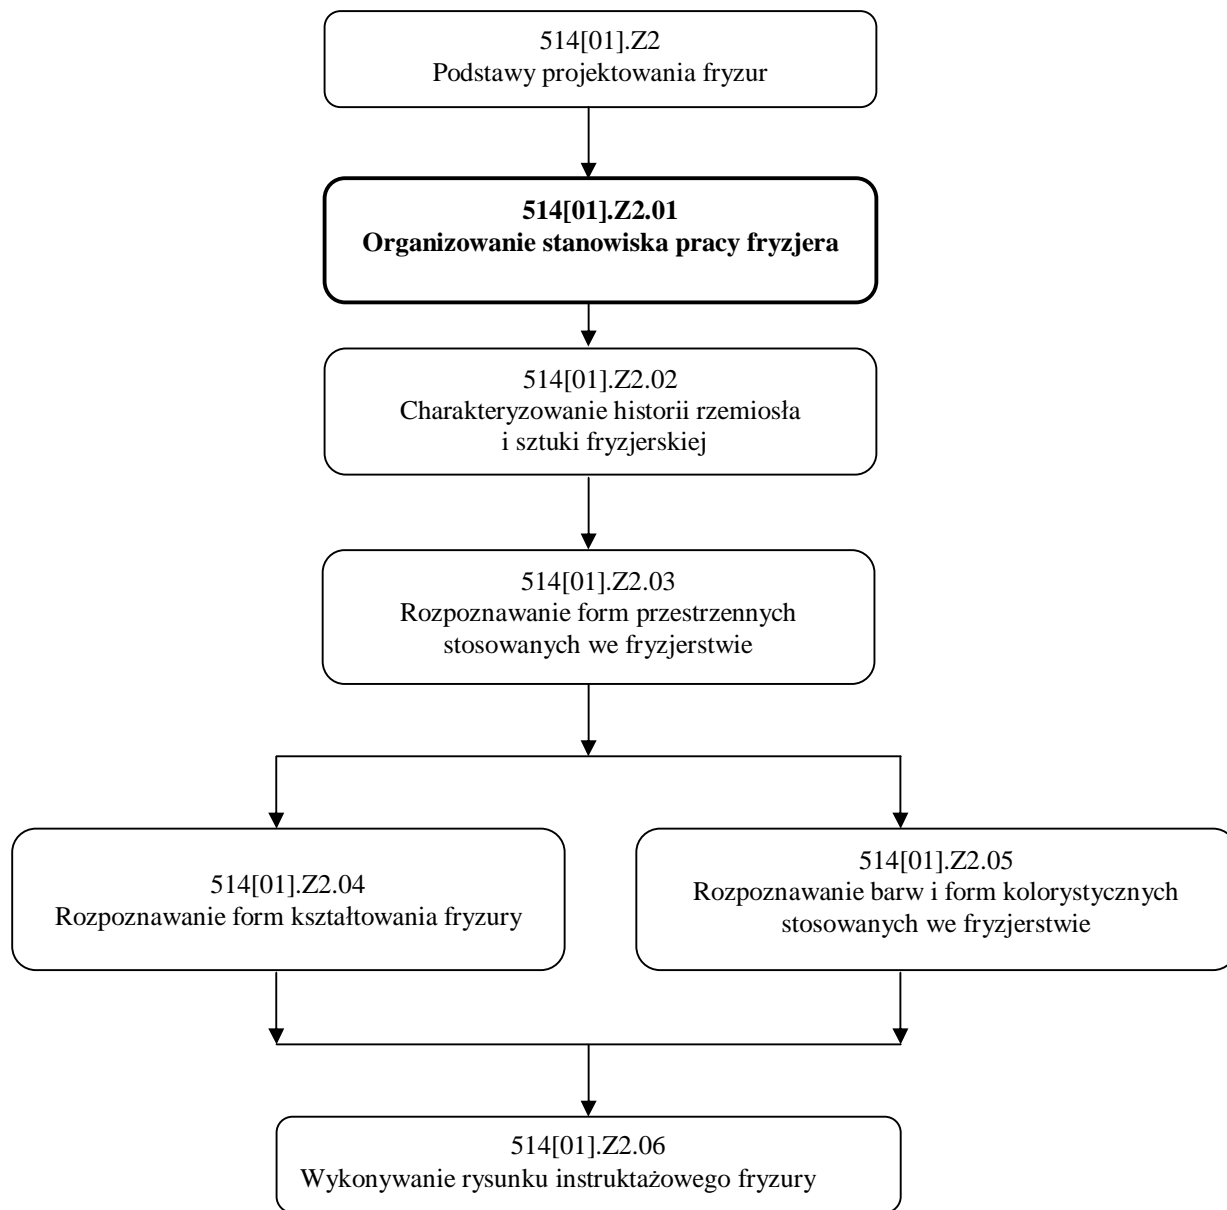 514[01].Z2
Podstawy projektowania fryzur
514[01].Z2.01
Organizowanie stanowiska pracy fryzjera
514[01].Z2.02
Charakteryzowanie historii rzemiosła
i sztuki fryzjerskiej
514[01].Z2.03
Rozpoznawanie form przestrzennych
stosowanych we fryzjerstwie
514[01].Z2.04
Rozpoznawanie form kształtowania fryzury
514[01].Z2.05
Rozpoznawanie barw i form kolorystycznych
stosowanych we fryzjerstwie
514[01].Z2.06
Wykonywanie rysunku instruktażowego fryzury